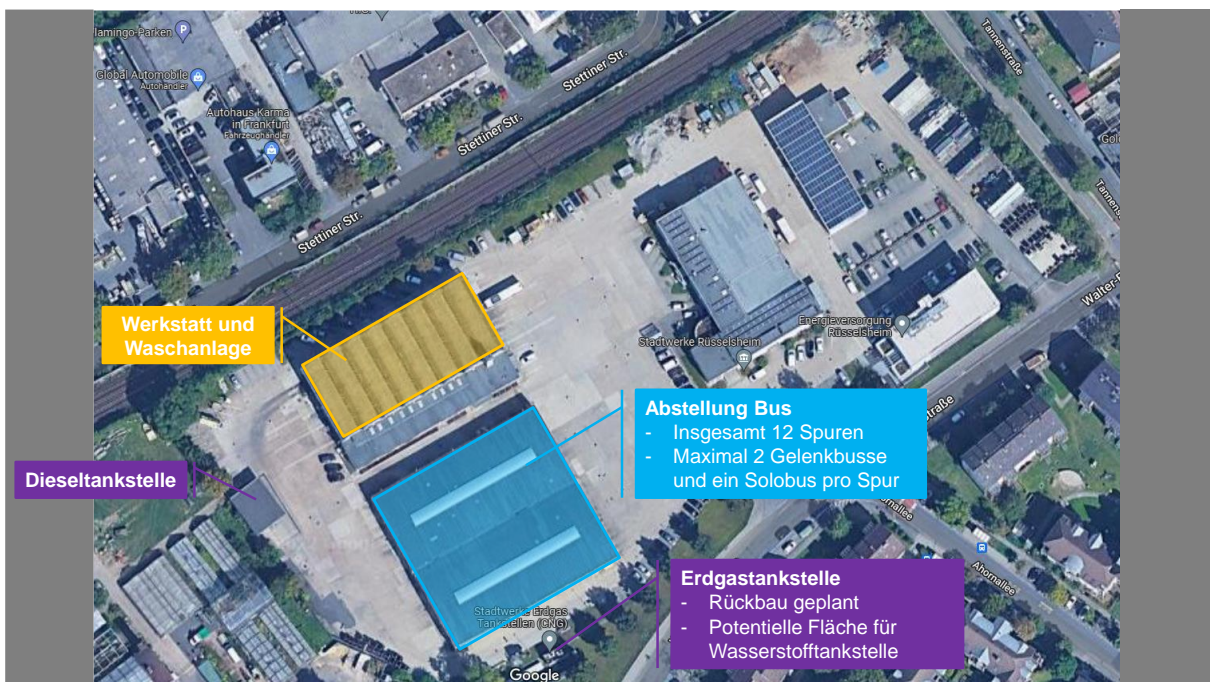 Flamingo-Parken
Global Automobile
Autohändler
Autohaus Karma
in Frankfurt
Fahrzeughändler
Stettiner Str.
Stettiner Str.
Stettiner Str.
Tannenstraße
Werkstatt und
Waschanlage
Energieversorgung
Rüsselsheim
Stadtwerke Rüsselsheim
Abstellung Bus
- Insgesamt 12 Spuren
- Maximal 2 Gelenkbusse
und ein Solobus pro Spur
Dieseltankstelle
Ahornallee
Erdgastankstelle
- Rückbau geplant
- Potentielle Fläche für
Wasserstofftankstelle
Stadtwerke Erdgas
Tankstellen (CNG)
Google